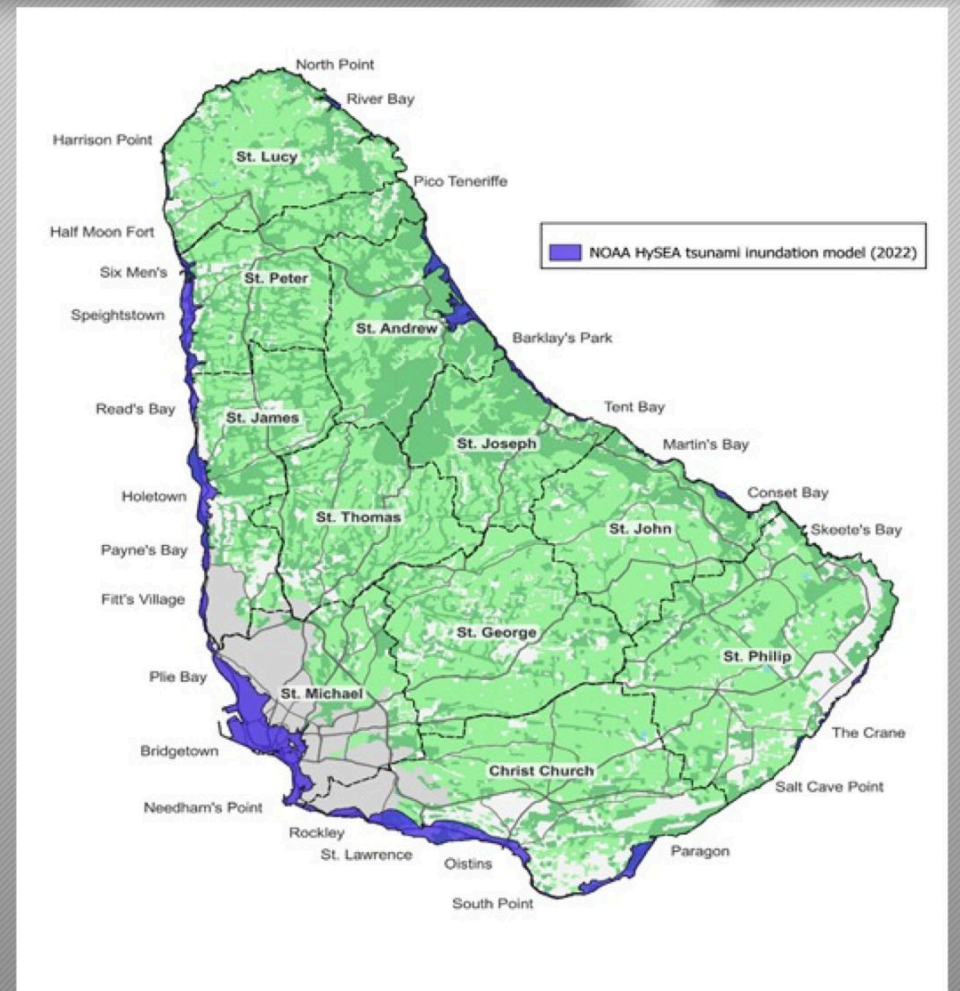 North Point
River Bay
Harrison Point
St. Lucy
Pico Teneriffe
Half Moon Fort
NOAA HySEA tsunami inundation model (2022)
Six Men's
St. Peter
Speightstown
St. Andrew
Barklay's Park
Read's Bay
St. James
Tent Bay
St. Joseph
Martin's Bay
Holetown
Conset Bay
St. Thomas
St. John
Skeete's Bay
Payne's Bay
Fitt's Village
St. George
St. Philip
Plie Bay
St. Michael
The Crane
Bridgetown
Christ Church
Salt Cave Point
Needham's Point
Rockley
St. Lawrence
Paragon
Oistins
South Point